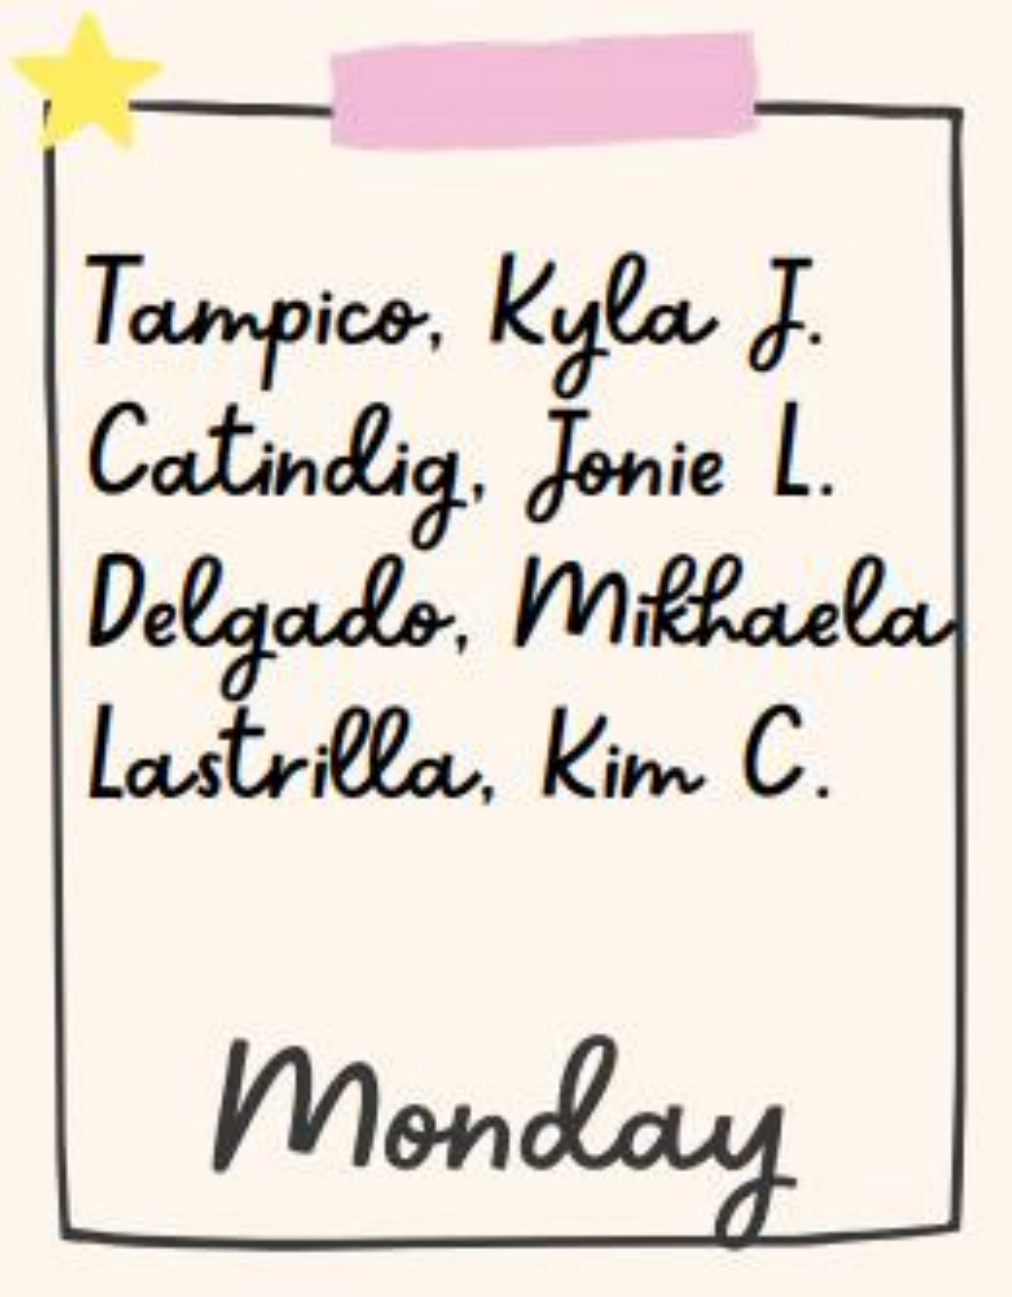 Tampico, Kyla J.
Catindig, Jonie L.
Delgado, Mikhaela
Lastrilla, Kim C.
Monday